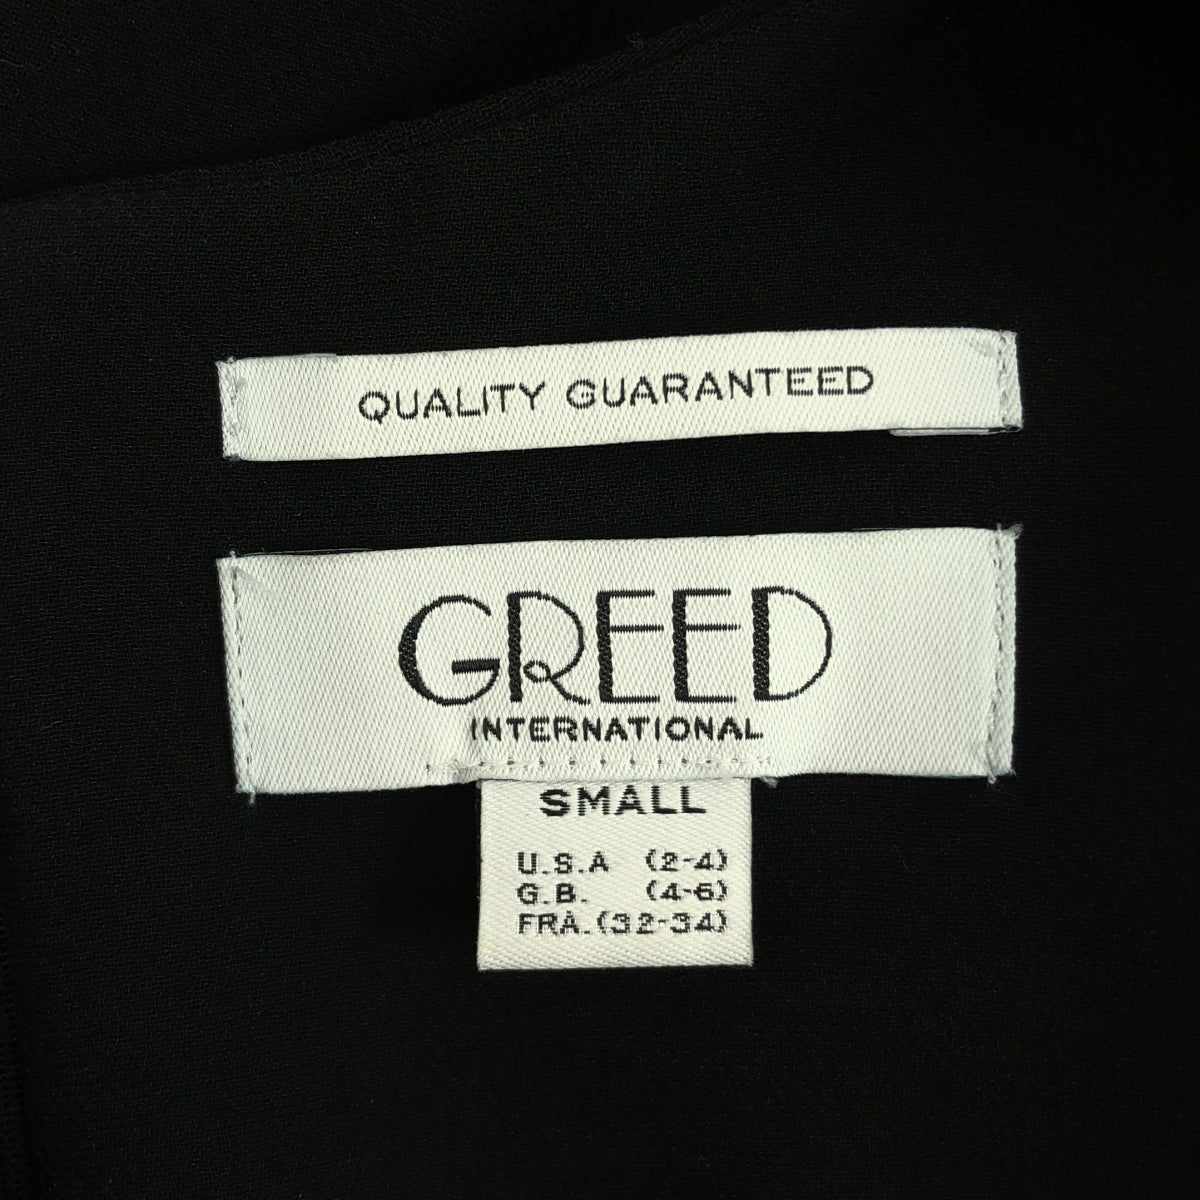 QUALITY GUARANTEED
GREED
INTERNATIONAL
SMALL
U.S.A (2-4)
G.B. (4-6)
FRA.(32-34)